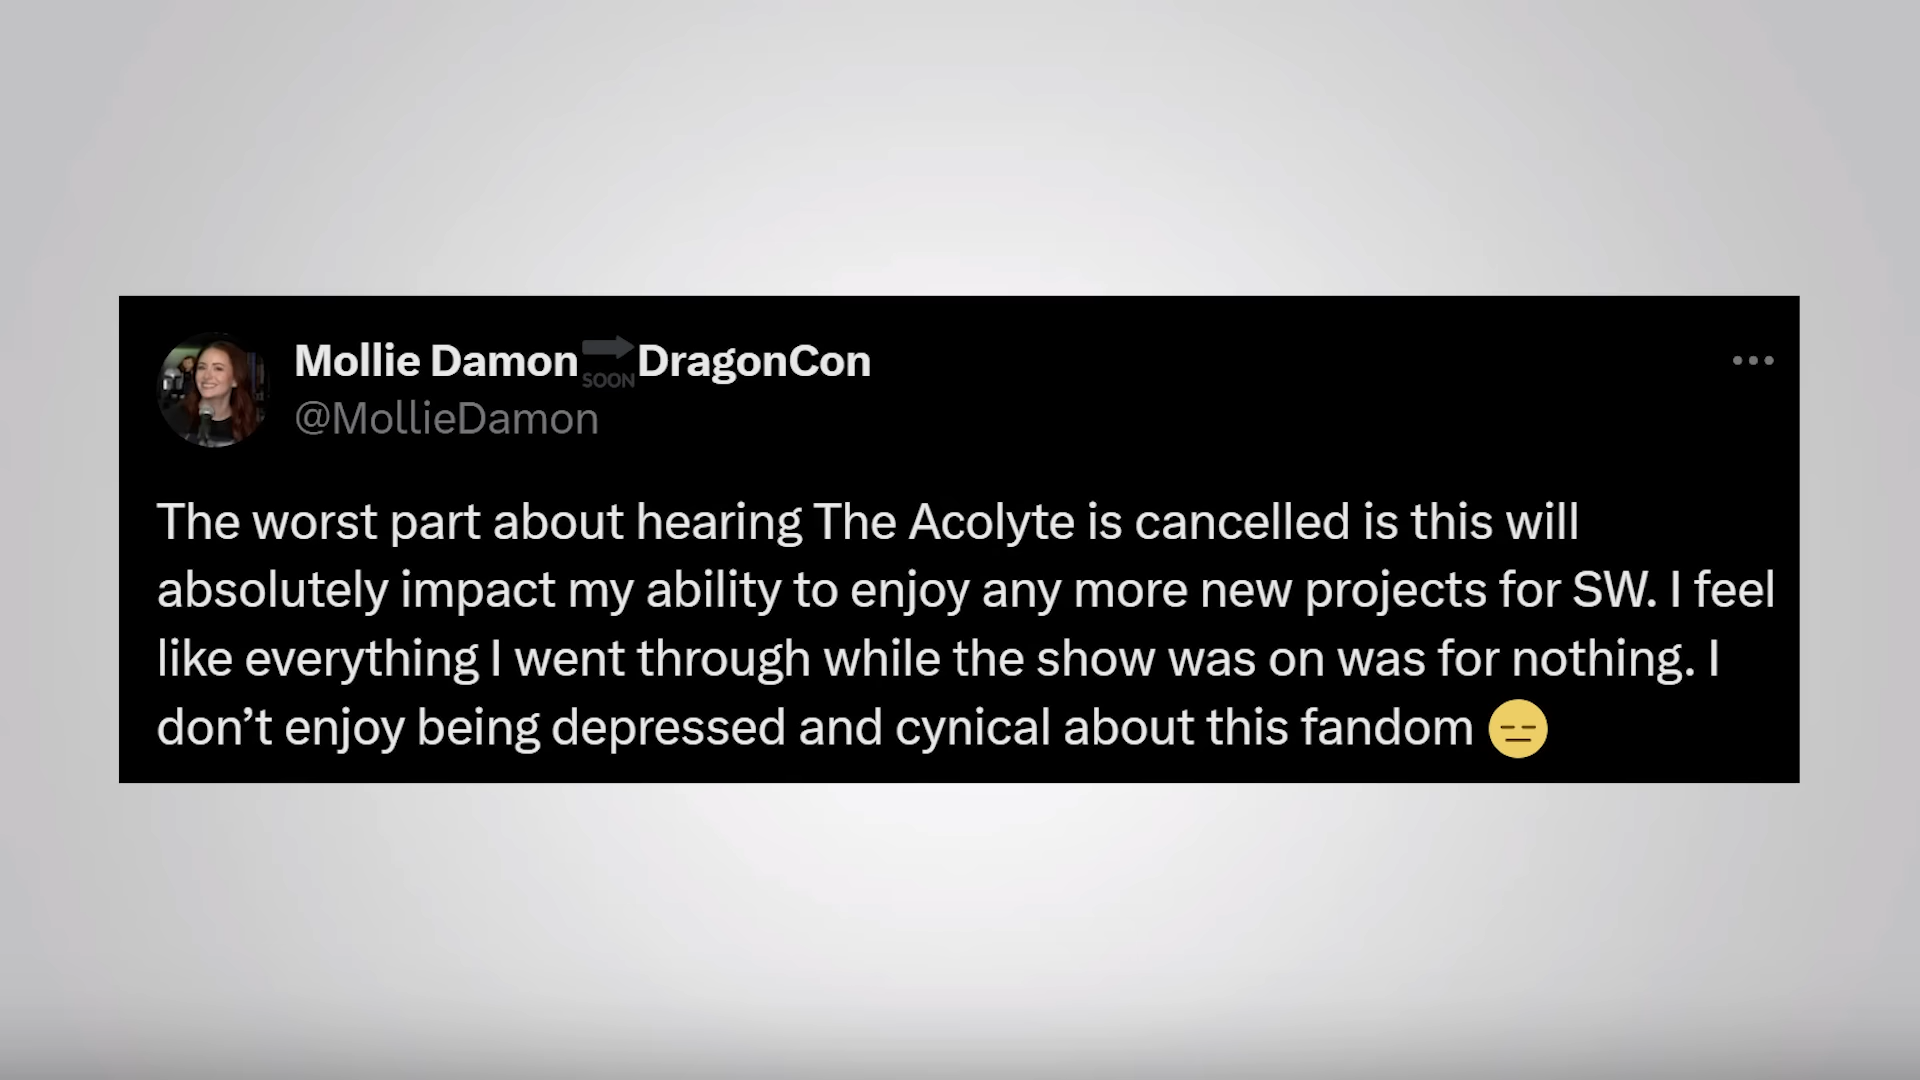 Mollie Damon🔜DragonCon
@MollieDamon
The worst part about hearing The Acolyte is cancelled is this will
absolutely impact my ability to enjoy any more new projects for SW. I feel
like everything I went through while the show was on was for nothing. I
don’t enjoy being depressed and cynical about this fandom 😑